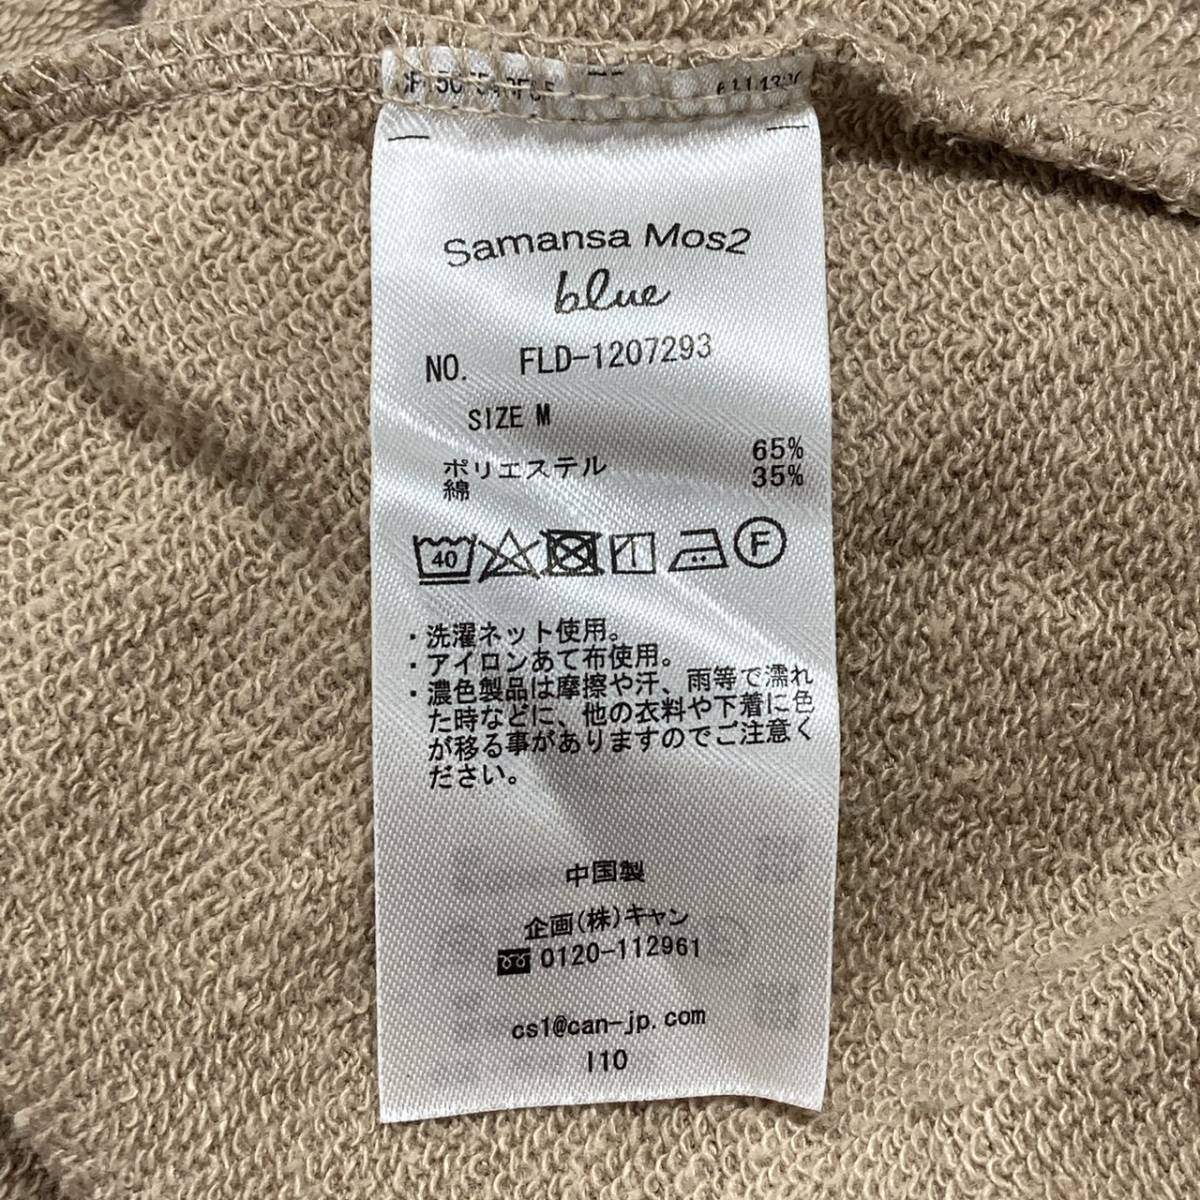 Samansa Mos2
blue
NO. FLD-1207293
SIZE M
ポリエステル 65%
綿 35%
40 F
・洗濯ネット使用。
・アイロンあて布使用。
・濃色製品は摩擦や汗、雨等で濡れ
た時などに、他の衣料や下着に色
が移る事がありますのでご注意く
ださい。
中国製
企画(株)キャン
0120-112961
cs1@can-jp.com
I10